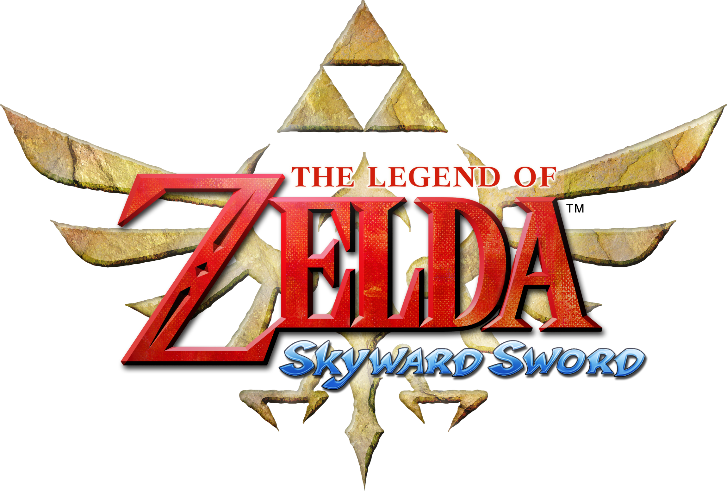 THE LEGEND OF
ZELDA™
SKYWARD SWORD